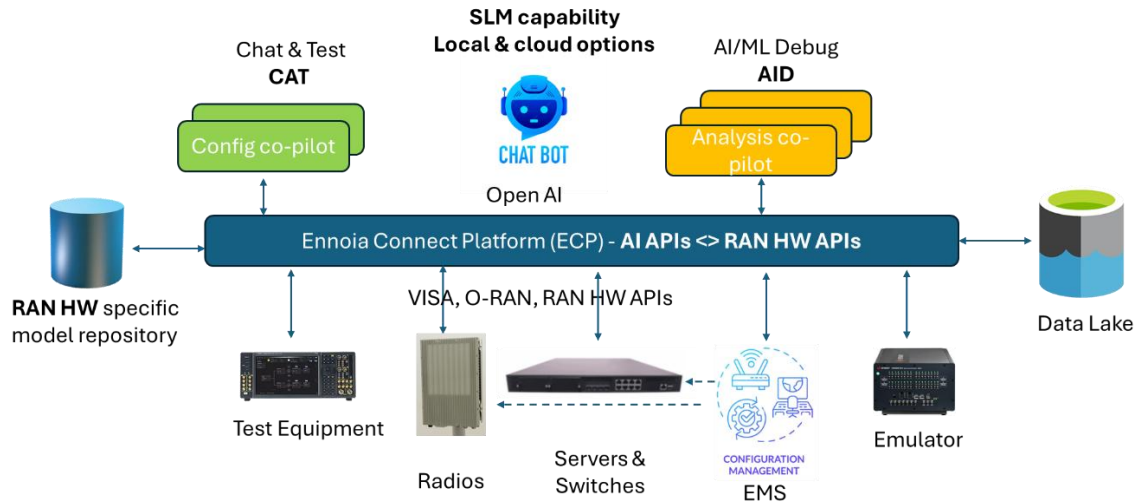 SLM capability
Local & cloud options
Chat & Test
CAT
AI/ML Debug
AID
Config co-pilot
CHAT BOT
Analysis co-
pilot
Open AI
Ennoia Connect Platform (ECP) - AI APIs <> RAN HW APIs
VISA, O-RAN, RAN HW APIs
RAN HW specific
model repository
Data Lake
Test Equipment
Radios
Servers &
Switches
CONFIGURATION
MANAGEMENT
EMS
Emulator